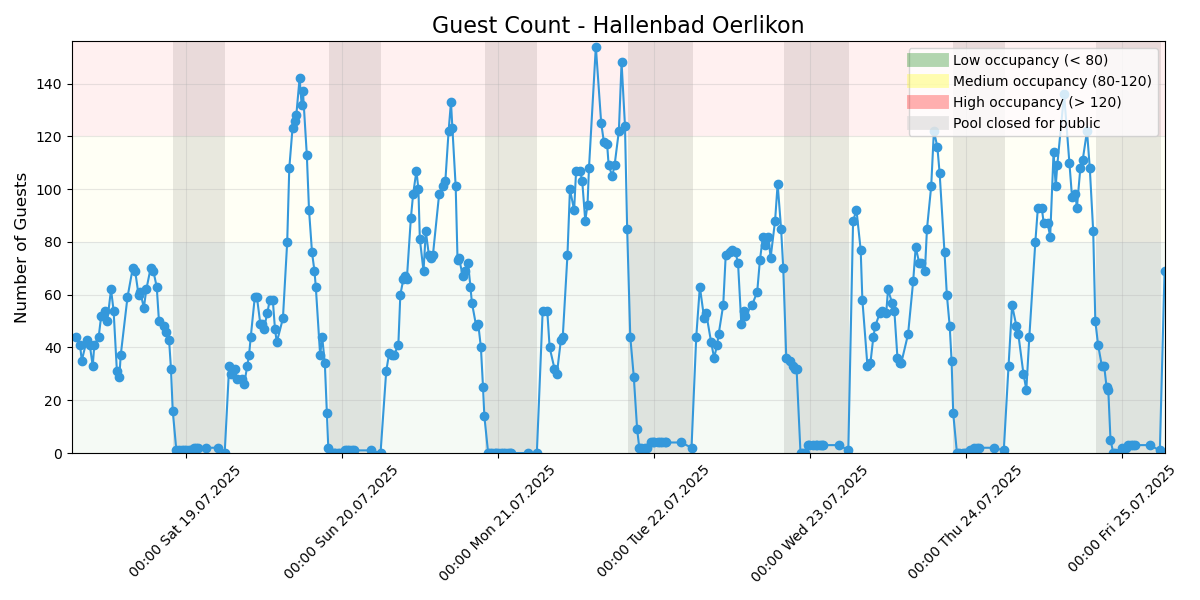 Guest Count - Hallenbad Oerlikon
Low occupancy (< 80)
Medium occupancy (80-120)
High occupancy (> 120)
Pool closed for public
Number of Guests
140
120
100
80
60
40
20
0
00:00 Sat 19.07.2025
00:00 Sun 20.07.2025
00:00 Mon 21.07.2025
00:00 Tue 22.07.2025
00:00 Wed 23.07.2025
00:00 Thu 24.07.2025
00:00 Fri 25.07.2025